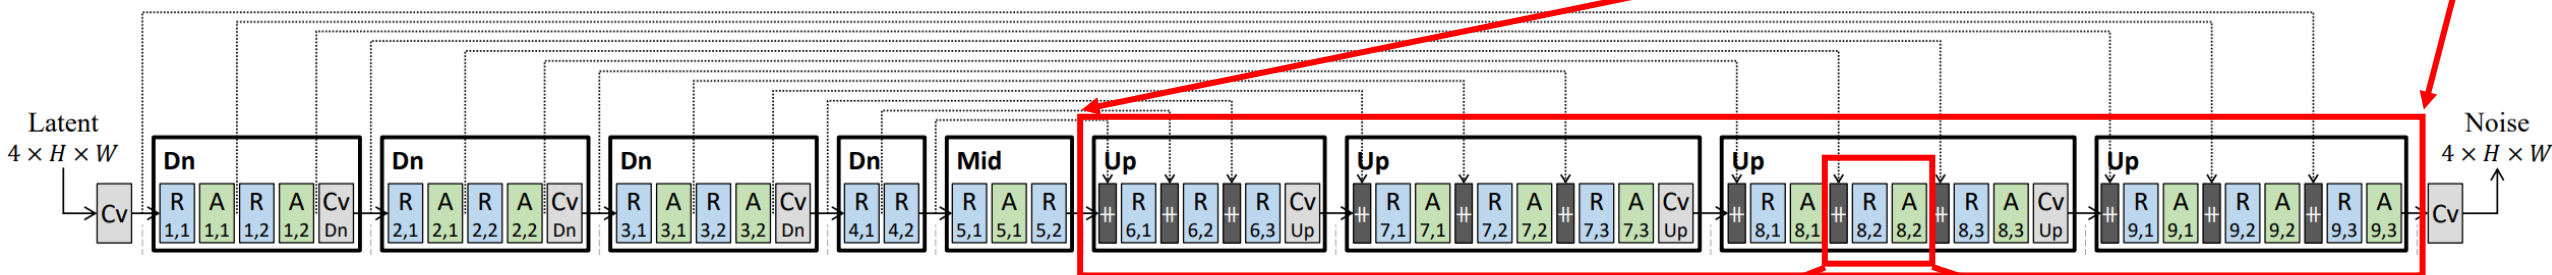 Latent
4 × H × W
Cv
Dn
R 1,1
A 1,1
R 1,2
A 1,2
Cv Dn
Dn
R 2,1
A 2,1
R 2,2
A 2,2
Cv Dn
Dn
R 3,1
A 3,1
R 3,2
A 3,2
Cv Dn
Dn
R 4,1
R 4,2
Mid
R 5,1
A 5,1
R 5,2
Up
⧺
R 6,1
⧺
R 6,2
⧺
R 6,3
Cv Up
Up
⧺
R 7,1
A 7,1
⧺
R 7,2
A 7,2
⧺
R 7,3
A 7,3
Cv Up
Up
⧺
R 8,1
A 8,1
⧺
R 8,2
A 8,2
⧺
R 8,3
A 8,3
Cv Up
Up
⧺
R 9,1
A 9,1
⧺
R 9,2
A 9,2
⧺
R 9,3
A 9,3
Cv
Noise
4 × H × W